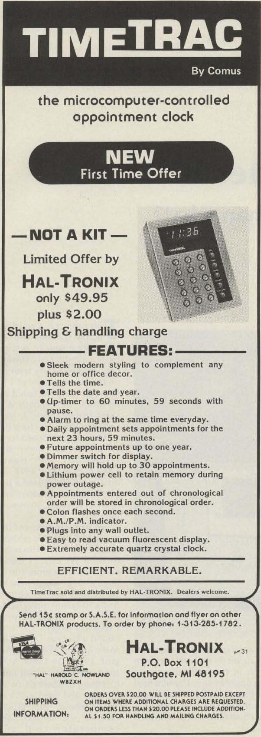 TIMETRAC
By Comus
the microcomputer-controlled
appointment clock
NEW
First Time Offer
— NOT A KIT —
Limited Offer by
HAL-TRONIX
only $49.95
plus $2.00
Shipping & handling charge
11:36
FEATURES:
● Sleek modern styling to complement any
home or office decor.
● Tells the time.
● Tells the date and year.
● Up-timer to 60 minutes, 59 seconds with
pause.
● Alarm to ring at the same time everyday.
● Daily appointment sets appointments for the
next 23 hours, 59 minutes.
● Future appointments up to one year.
● Dimmer switch for display.
● Memory will hold up to 30 appointments.
● Lithium power cell to retain memory during
power outage.
● Appointments entered out of chronological
order will be stored in chronological order.
● Colon flashes once each second.
● A.M./P.M. indicator.
● Plugs into any wall outlet.
● Easy to read vacuum fluorescent display.
● Extremely accurate quartz crystal clock.
EFFICIENT. REMARKABLE.
TimeTrac sold and distributed by HAL-TRONIX. Dealers welcome.
Send 15¢ stamp or S.A.S.E. for information and flyer on other
HAL-TRONIX products. To order by phone: 1-313-285-1782.
HAL-TRONIX
31
P.O. Box 1101
Southgate, MI 48195
"HAL" HAROLD C. NOWLAND
W8ZXH
SHIPPING
INFORMATION:
ORDERS OVER $20.00 WILL BE SHIPPED POSTPAID EXCEPT
ON ITEMS WHERE ADDITIONAL CHARGES ARE REQUESTED.
ON ORDERS LESS THAN $20.00 PLEASE INCLUDE ADDITION-
AL $1.50 FOR HANDLING AND MAILING CHARGES.